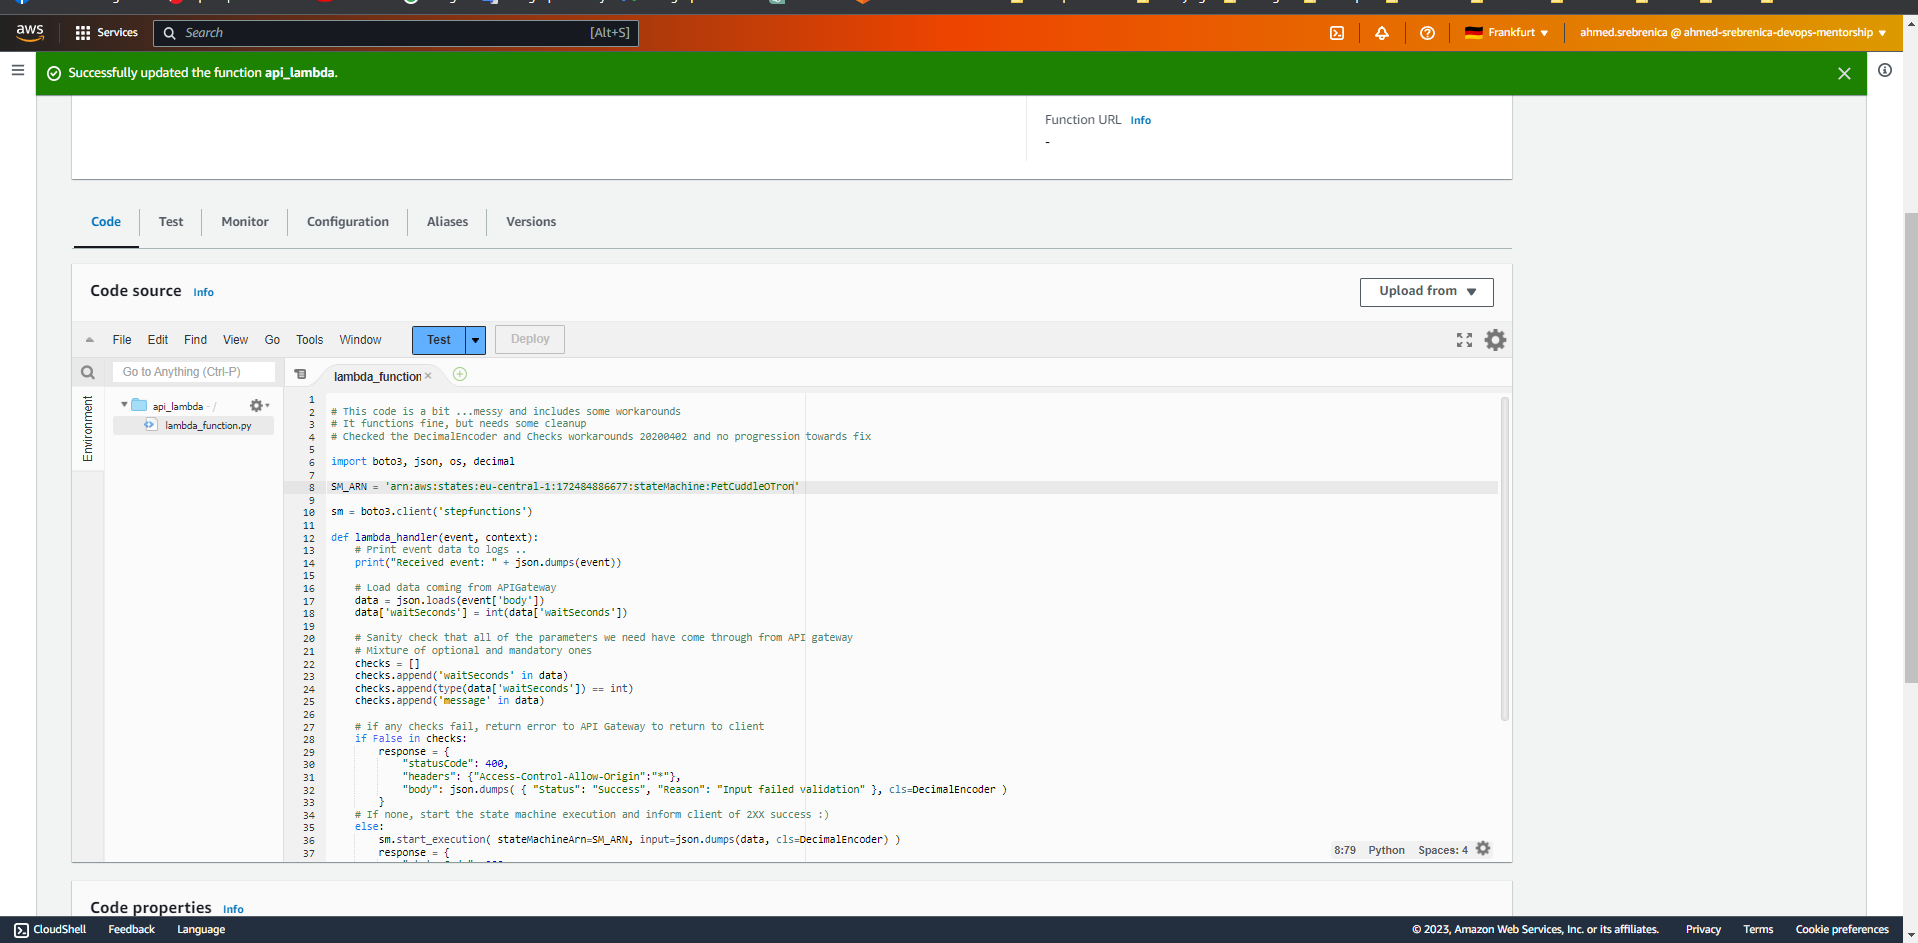 aws
Services
Search
[Alt+S]
Frankfurt
ahmed.srebrenica @ ahmed-srebrenica-devops-mentorship
Successfully updated the function api_lambda.
Function URL Info
-
Code
Test
Monitor
Configuration
Aliases
Versions
Code source Info
Upload from
File Edit Find View Go Tools Window
Test
Deploy
Go to Anything (Ctrl-P)
lambda_function
Environment
api_lambda - /
lambda_function.py
1
2 # This code is a bit ...messy and includes some workarounds
3 # It functions fine, but needs some cleanup
4 # Checked the DecimalEncoder and Checks workarounds 20200402 and no progression towards fix
5
6 import boto3, json, os, decimal
7
8 SM_ARN = 'arn:aws:states:eu-central-1:172484886677:stateMachine:PetCuddleOTron'
9
10 sm = boto3.client('stepfunctions')
11
12 def lambda_handler(event, context):
13 # Print event data to logs ..
14 print("Received event: " + json.dumps(event))
15
16 # Load data coming from APIGateway
17 data = json.loads(event['body'])
18 data['waitSeconds'] = int(data['waitSeconds'])
19
20 # Sanity check that all of the parameters we need have come through from API gateway
21 # Mixture of optional and mandatory ones
22 checks = []
23 checks.append('waitSeconds' in data)
24 checks.append(type(data['waitSeconds']) == int)
25 checks.append('message' in data)
26
27 # if any checks fail, return error to API Gateway to return to client
28 if False in checks:
29 response = {
30 "statusCode": 400,
31 "headers": {"Access-Control-Allow-Origin":"*"},
32 "body": json.dumps( { "Status": "Success", "Reason": "Input failed validation" }, cls=DecimalEncoder )
33 }
34 # If none, start the state machine execution and inform client of 2XX success :)
35 else:
36 sm.start_execution( stateMachineArn=SM_ARN, input=json.dumps(data, cls=DecimalEncoder) )
37 response = {
8:79 Python Spaces: 4
Code properties Info
CloudShell
Feedback
Language
© 2023, Amazon Web Services, Inc. or its affiliates.
Privacy
Terms
Cookie preferences